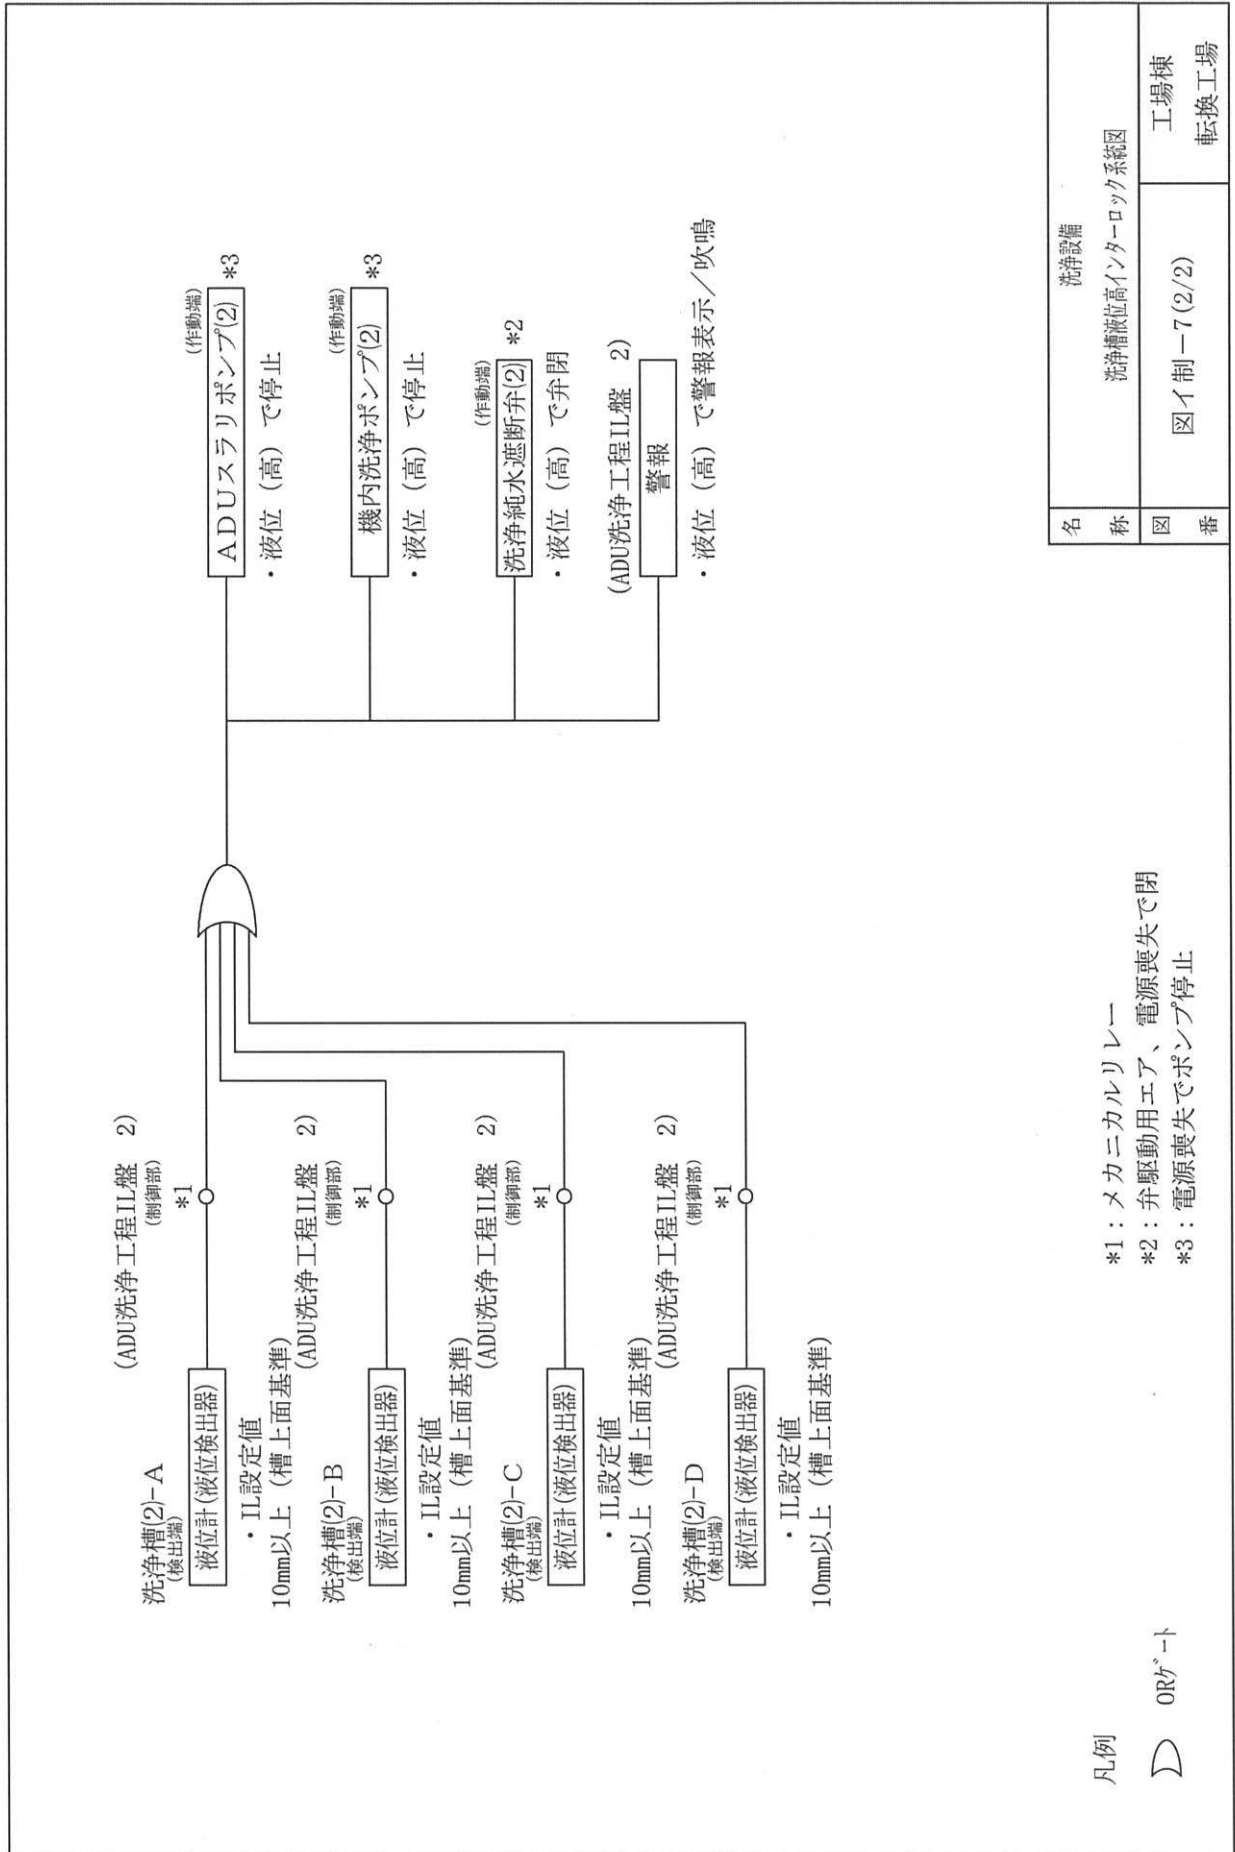 洗浄槽(2)-A
(検出端)
液位計(液位検出器)
・IL設定値
10mm以上（槽上面基準）
(ADU洗浄工程IL盤 2)
(制御部)
*1
洗浄槽(2)-B
(検出端)
液位計(液位検出器)
・IL設定値
10mm以上（槽上面基準）
(ADU洗浄工程IL盤 2)
(制御部)
*1
洗浄槽(2)-C
(検出端)
液位計(液位検出器)
・IL設定値
10mm以上（槽上面基準）
(ADU洗浄工程IL盤 2)
(制御部)
*1
洗浄槽(2)-D
(検出端)
液位計(液位検出器)
・IL設定値
10mm以上（槽上面基準）
(ADU洗浄工程IL盤 2)
(制御部)
*1
(作動端)
ADUスラリポンプ(2) *3
・液位（高）で停止
(作動端)
機内洗浄ポンプ(2) *3
・液位（高）で停止
(作動端)
洗浄純水遮断弁(2) *2
・液位（高）で弁閉
(ADU洗浄工程IL盤 2)
警報
・液位（高）で警報表示／吹鳴
凡例
ORゲート
*1：メカニカルリレー
*2：弁駆動用エア、電源喪失で閉
*3：電源喪失でポンプ停止
名称
洗浄設備
洗浄槽液位高インターロック系統図
図番
図イ制－7(2/2)
工場棟
転換工場